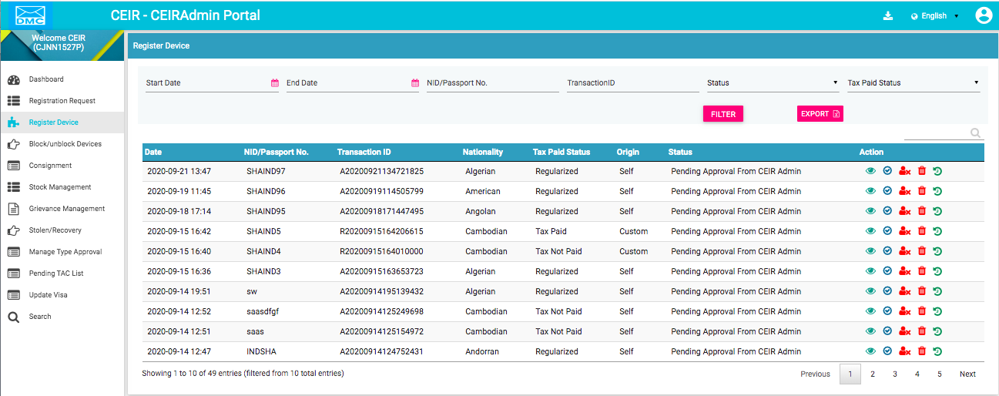 DMC
CEIR - CEIRAdmin Portal
English
Welcome CEIR
(CJNN1527P)
Dashboard
Registration Request
Register Device
Block/unblock Devices
Consignment
Stock Management
Grievance Management
Stolen/Recovery
Manage Type Approval
Pending TAC List
Update Visa
Search
Register Device
Start Date End Date NID/Passport No. TransactionID Status Tax Paid Status
FILTER EXPORT
Date NID/Passport No. Transaction ID Nationality Tax Paid Status Origin Status Action
2020-09-21 13:47 SHAIND97 A20200921134721825 Algerian Regularized Self Pending Approval From CEIR Admin
2020-09-19 11:45 SHAIND96 A20200919114505799 American Regularized Self Pending Approval From CEIR Admin
2020-09-18 17:14 SHAIND95 A20200918171447495 Angolan Regularized Self Pending Approval From CEIR Admin
2020-09-15 16:42 SHAIND5 R20200915164206615 Cambodian Tax Paid Custom Pending Approval From CEIR Admin
2020-09-15 16:40 SHAIND4 R20200915164010000 Cambodian Tax Not Paid Custom Pending Approval From CEIR Admin
2020-09-15 16:36 SHAIND3 A20200915163653723 Algerian Regularized Self Pending Approval From CEIR Admin
2020-09-14 19:51 sw A20200914195139432 Algerian Regularized Self Pending Approval From CEIR Admin
2020-09-14 12:52 saasdfgf A20200914125249698 Cambodian Tax Not Paid Self Pending Approval From CEIR Admin
2020-09-14 12:51 saas A20200914125154972 Cambodian Tax Not Paid Self Pending Approval From CEIR Admin
2020-09-14 12:47 INDSHA A20200914124752431 Andorran Regularized Self Pending Approval From CEIR Admin
Showing 1 to 10 of 49 entries (filtered from 10 total entries)
Previous 1 2 3 4 5 Next